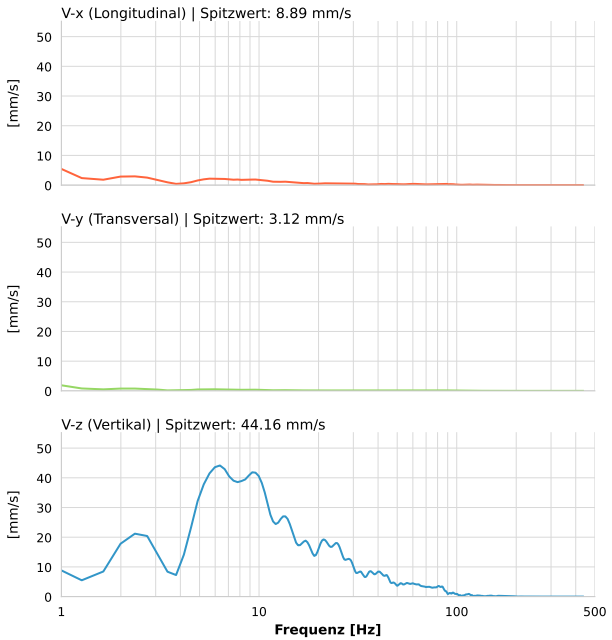 V-x (Longitudinal) | Spitzwert: 8.89 mm/s
50
40
30
20
10
0
[mm/s]
V-y (Transversal) | Spitzwert: 3.12 mm/s
50
40
30
20
10
0
[mm/s]
V-z (Vertikal) | Spitzwert: 44.16 mm/s
50
40
30
20
10
0
[mm/s]
1 10 100 500
Frequenz [Hz]